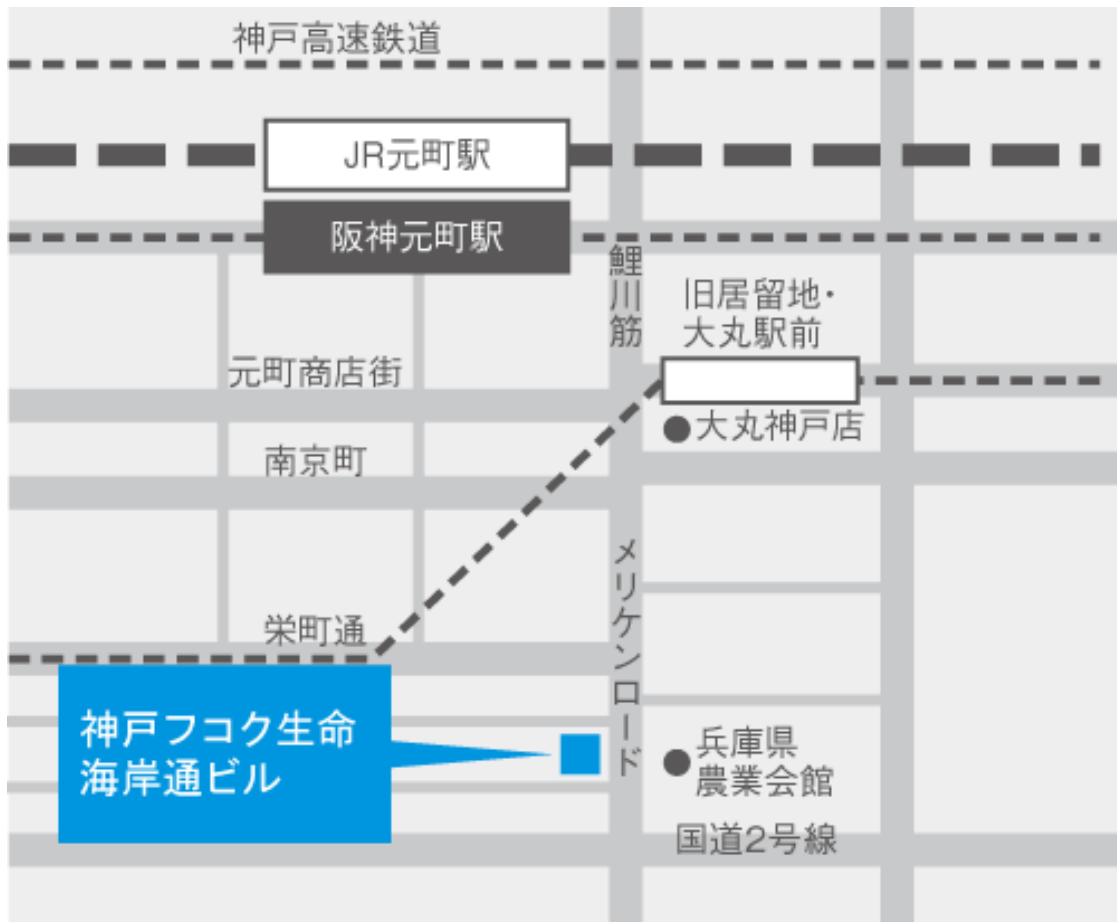 神戸高速鉄道
JR元町駅
阪神元町駅
鯉川筋
旧居留地・
大丸駅前
元町商店街
大丸神戸店
南京町
メリケンロード
栄町通
神戸フコク生命
海岸通ビル
兵庫県
農業会館
国道2号線